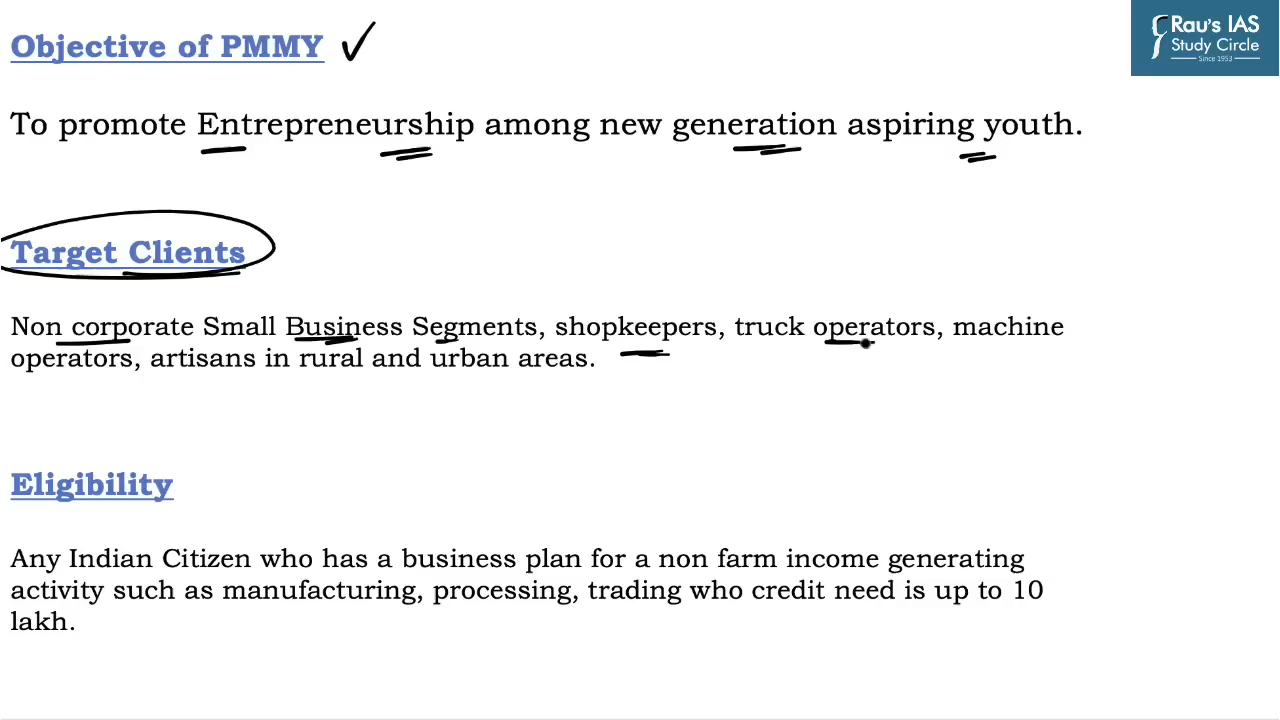 Objective of PMMY
Rau's IAS
Study Circle
Since 1953
To promote Entrepreneurship among new generation aspiring youth.
Target Clients
Non corporate Small Business Segments, shopkeepers, truck operators, machine
operators, artisans in rural and urban areas.
Eligibility
Any Indian Citizen who has a business plan for a non farm income generating
activity such as manufacturing, processing, trading who credit need is up to 10
lakh.